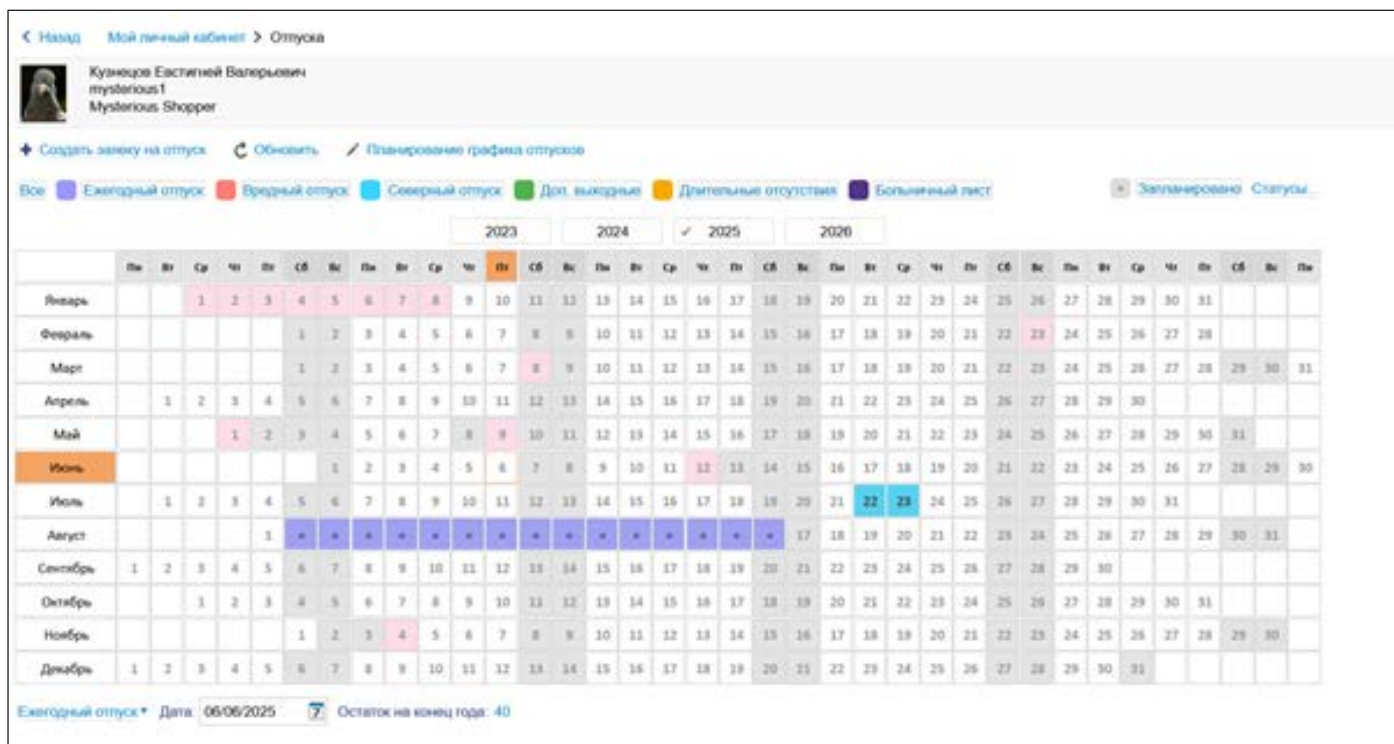 Назад Мой личный кабинет > Отпуска
Кузнецов Евстигней Валерьевич
mysterious1
Mysterious Shopper
Создать заявку на отпуск Обновить Планирование графика отпусков
Все Ежегодный отпуск Вредный отпуск Северный отпуск Доп. выходные Длительные отсутствия Больничный лист Запланировано Статусы...
2023 2024 ✓ 2025 2026
Пн Вт Ср Чт Пт Сб Вс Пн Вт Ср Чт Пт Сб Вс Пн Вт Ср Чт Пт Сб Вс Пн Вт Ср Чт Пт Сб Вс Пн Вт Ср Чт Пт Сб Вс Пн
Январь 1 2 3 4 5 6 7 8 9 10 11 12 13 14 15 16 17 18 19 20 21 22 23 24 25 26 27 28 29 30 31
Февраль 1 2 3 4 5 6 7 8 9 10 11 12 13 14 15 16 17 18 19 20 21 22 23 24 25 26 27 28
Март 1 2 3 4 5 6 7 8 9 10 11 12 13 14 15 16 17 18 19 20 21 22 23 24 25 26 27 28 29 30 31
Апрель 1 2 3 4 5 6 7 8 9 10 11 12 13 14 15 16 17 18 19 20 21 22 23 24 25 26 27 28 29 30
Май 1 2 3 4 5 6 7 8 9 10 11 12 13 14 15 16 17 18 19 20 21 22 23 24 25 26 27 28 29 30 31
Июнь 1 2 3 4 5 6 7 8 9 10 11 12 13 14 15 16 17 18 19 20 21 22 23 24 25 26 27 28 29 30
Июль 1 2 3 4 5 6 7 8 9 10 11 12 13 14 15 16 17 18 19 20 21 22 23 24 25 26 27 28 29 30 31
Август 1 17 18 19 20 21 22 23 24 25 26 27 28 29 30 31
Сентябрь 1 2 3 4 5 6 7 8 9 10 11 12 13 14 15 16 17 18 19 20 21 22 23 24 25 26 27 28 29 30
Октябрь 1 2 3 4 5 6 7 8 9 10 11 12 13 14 15 16 17 18 19 20 21 22 23 24 25 26 27 28 29 30 31
Ноябрь 1 2 3 4 5 6 7 8 9 10 11 12 13 14 15 16 17 18 19 20 21 22 23 24 25 26 27 28 29 30
Декабрь 1 2 3 4 5 6 7 8 9 10 11 12 13 14 15 16 17 18 19 20 21 22 23 24 25 26 27 28 29 30 31
Ежегодный отпуск Дата: 06/06/2025 7 Остаток на конец года: 40